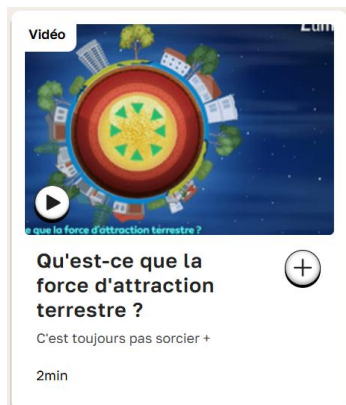 Vidéo
e que la force d'attraction terrestre ?
Qu'est-ce que la
force d'attraction
terrestre ?
C'est toujours pas sorcier +
2min